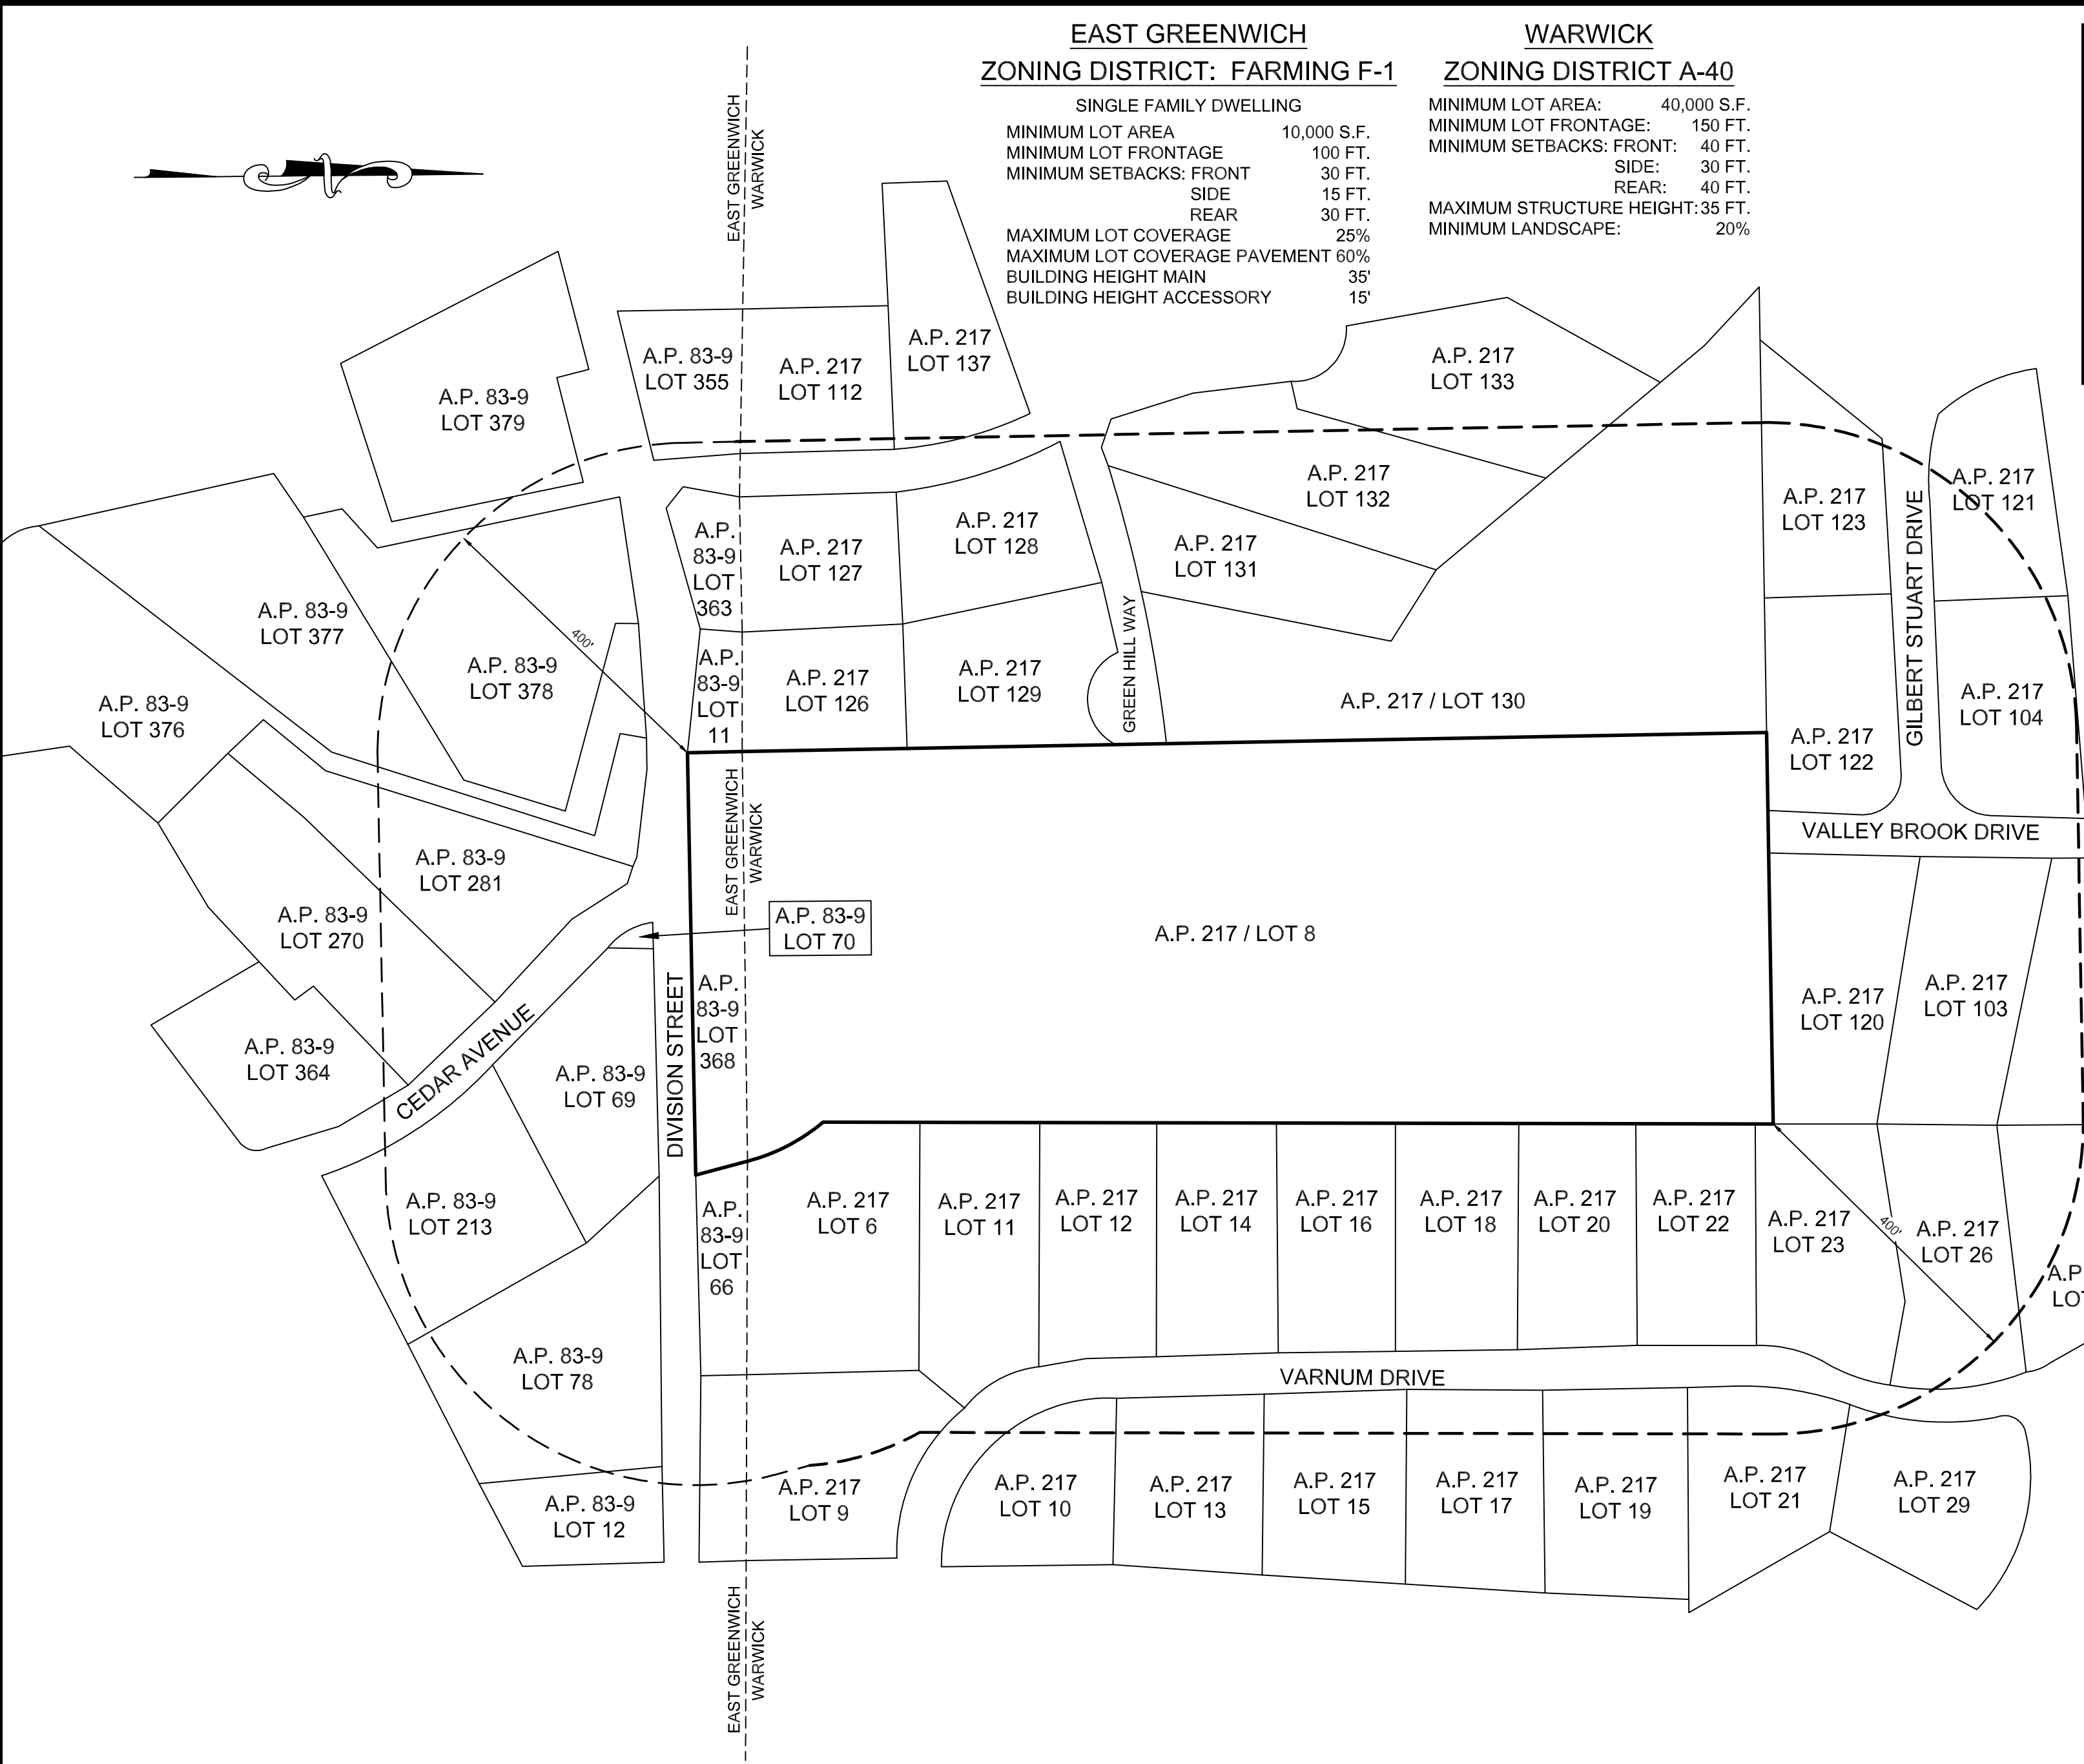 EAST GREENWICH
ZONING DISTRICT: FARMING F-1
SINGLE FAMILY DWELLING
MINIMUM LOT AREA 10,000 S.F.
MINIMUM LOT FRONTAGE 100 FT.
MINIMUM SETBACKS: FRONT 30 FT.
SIDE 15 FT.
REAR 30 FT.
MAXIMUM LOT COVERAGE 25%
MAXIMUM LOT COVERAGE PAVEMENT 60%
BUILDING HEIGHT MAIN 35'
BUILDING HEIGHT ACCESSORY 15'
WARWICK
ZONING DISTRICT A-40
MINIMUM LOT AREA: 40,000 S.F.
MINIMUM LOT FRONTAGE: 150 FT.
MINIMUM SETBACKS: FRONT: 40 FT.
SIDE: 30 FT.
REAR: 40 FT.
MAXIMUM STRUCTURE HEIGHT: 35 FT.
MINIMUM LANDSCAPE: 20%
EAST GREENWICH
WARWICK
A.P. 83-9
LOT 379
A.P. 83-9
LOT 355
A.P. 217
LOT 112
A.P. 217
LOT 137
A.P. 217
LOT 133
A.P. 217
LOT 132
A.P. 217
LOT 131
A.P. 217
LOT 123
A.P. 217
LOT 121
GILBERT STUART DRIVE
A.P.
83-9
LOT
363
A.P. 217
LOT 127
A.P. 217
LOT 128
A.P. 83-9
LOT 377
A.P. 83-9
LOT 378
400'
A.P. 83-9
LOT 376
A.P.
83-9
LOT
11
A.P. 217
LOT 126
A.P. 217
LOT 129
GREEN HILL WAY
A.P. 217 / LOT 130
A.P. 217
LOT 122
A.P. 217
LOT 104
VALLEY BROOK DRIVE
EAST GREENWICH
WARWICK
A.P. 83-9
LOT 281
A.P. 83-9
LOT 270
A.P. 83-9
LOT 70
A.P. 217 / LOT 8
A.P. 83-9
LOT 364
CEDAR AVENUE
A.P. 83-9
LOT 69
DIVISION STREET
A.P.
83-9
LOT
368
A.P. 217
LOT 120
A.P. 217
LOT 103
A.P. 83-9
LOT 213
A.P.
83-9
LOT
66
A.P. 217
LOT 6
A.P. 217
LOT 11
A.P. 217
LOT 12
A.P. 217
LOT 14
A.P. 217
LOT 16
A.P. 217
LOT 18
A.P. 217
LOT 20
A.P. 217
LOT 22
A.P. 217
LOT 23
400'
A.P. 217
LOT 26
A.P
LOT
A.P. 83-9
LOT 78
VARNUM DRIVE
A.P. 83-9
LOT 12
A.P. 217
LOT 9
A.P. 217
LOT 10
A.P. 217
LOT 13
A.P. 217
LOT 15
A.P. 217
LOT 17
A.P. 217
LOT 19
A.P. 217
LOT 21
A.P. 217
LOT 29
EAST GREENWICH
WARWICK